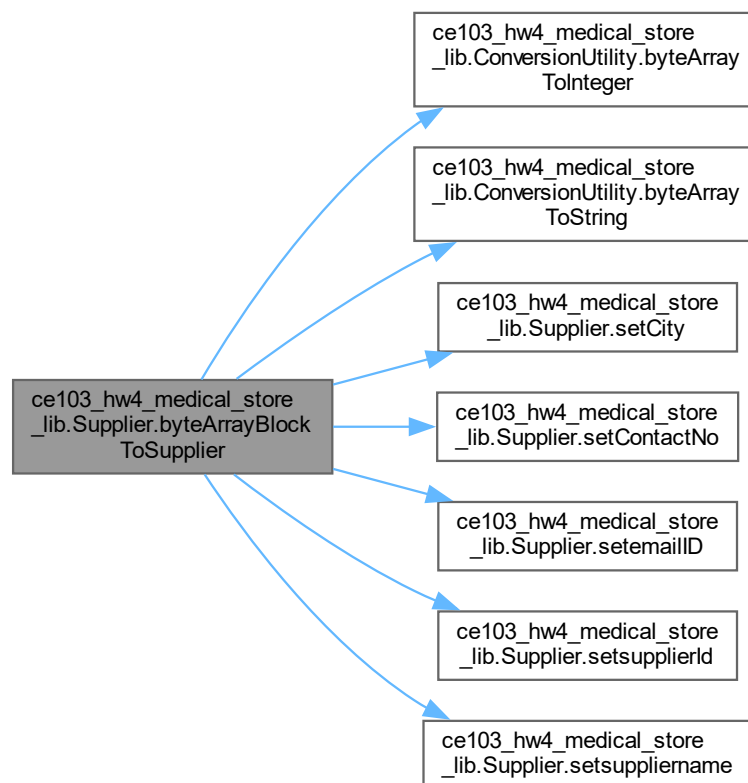 ce103_hw4_medical_store
_lib.ConversionUtility.byteArray
ToInteger
ce103_hw4_medical_store
_lib.ConversionUtility.byteArray
ToString
ce103_hw4_medical_store
_lib.Supplier.setCity
ce103_hw4_medical_store
_lib.Supplier.byteArrayBlock
ToSupplier
ce103_hw4_medical_store
_lib.Supplier.setContactNo
ce103_hw4_medical_store
_lib.Supplier.setemailID
ce103_hw4_medical_store
_lib.Supplier.setsupplierId
ce103_hw4_medical_store
_lib.Supplier.setsuppliername